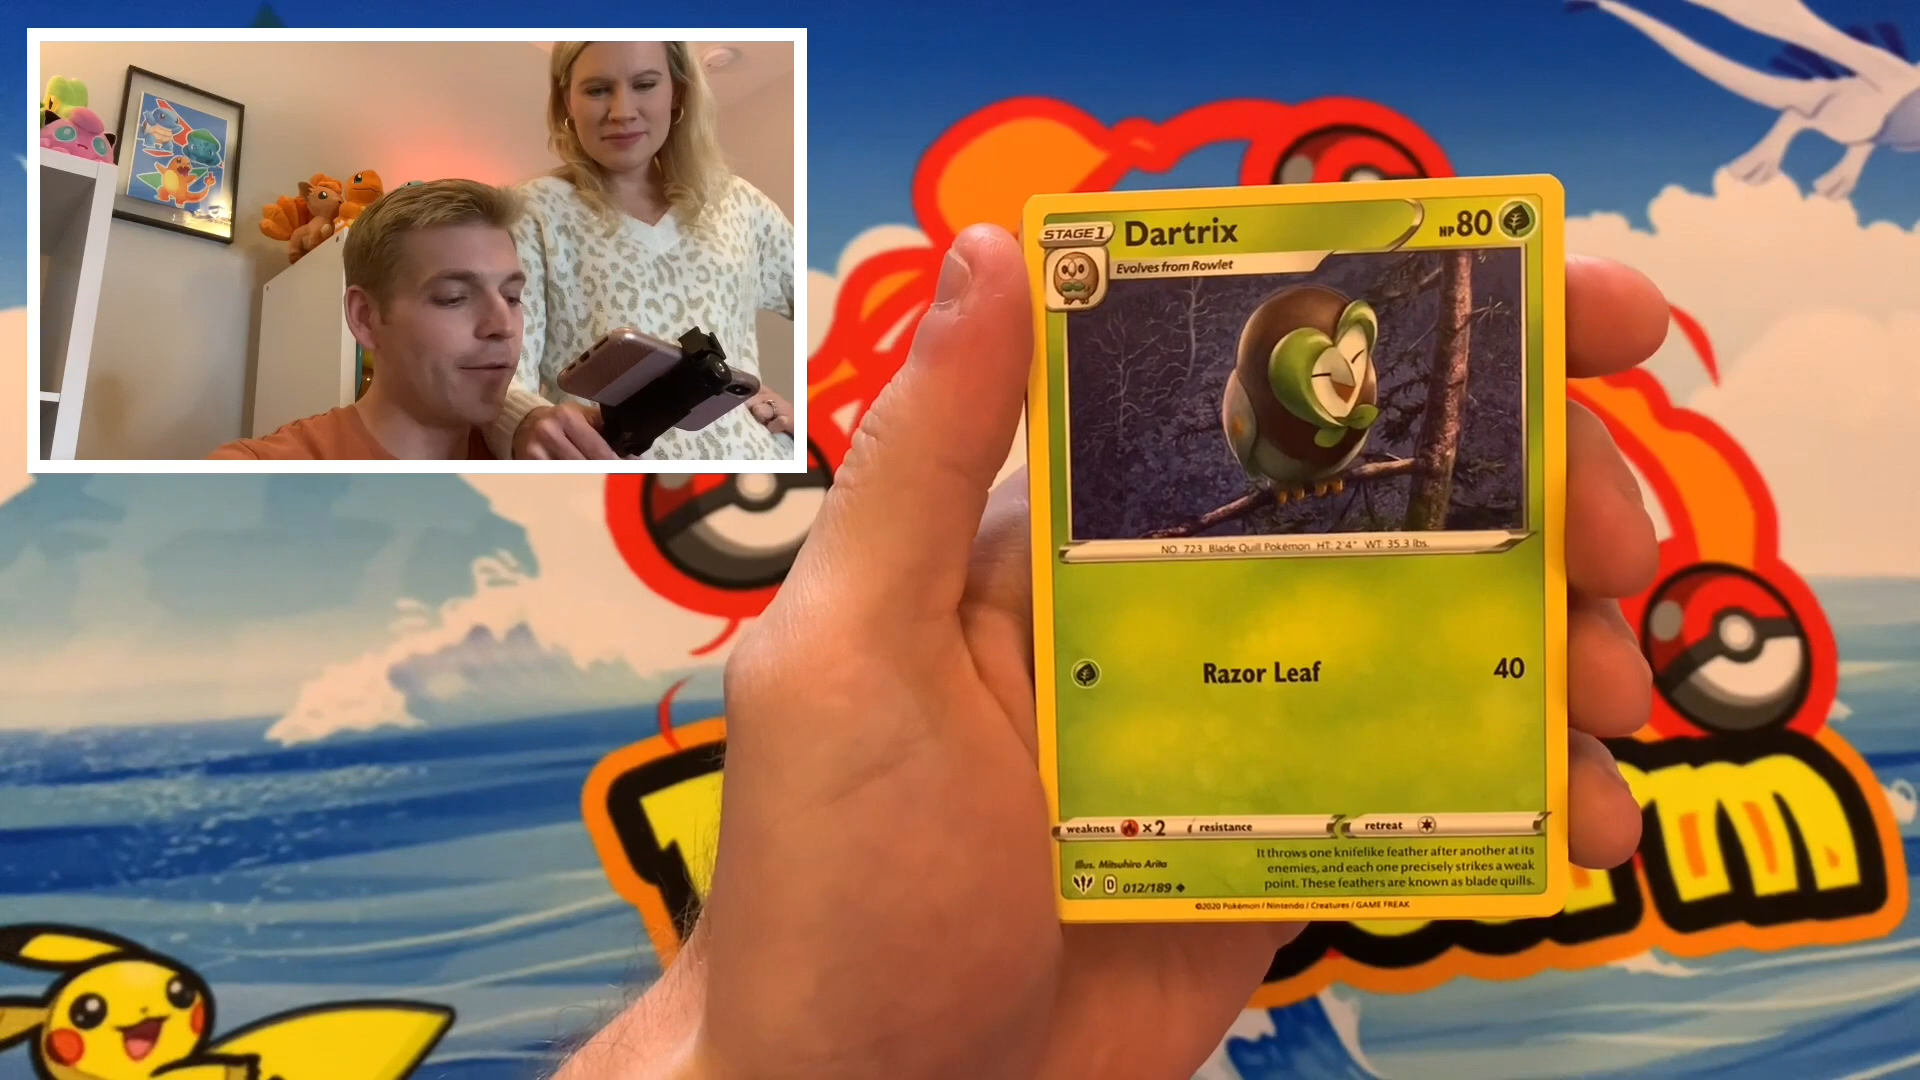 STAGE 1 Dartrix HP 80
Evolves from Rowlet
NO. 723 Blade Quill Pokémon HT: 2'4" WT: 35.3 lbs.
Razor Leaf 40
weakness ×2 resistance retreat
Illus. Mitsuhiro Arita
It throws one knifelike feather after another at its
enemies, and each one precisely strikes a weak
point. These feathers are known as blade quills.
D 012/189
©2020 Pokémon / Nintendo / Creatures / GAME FREAK